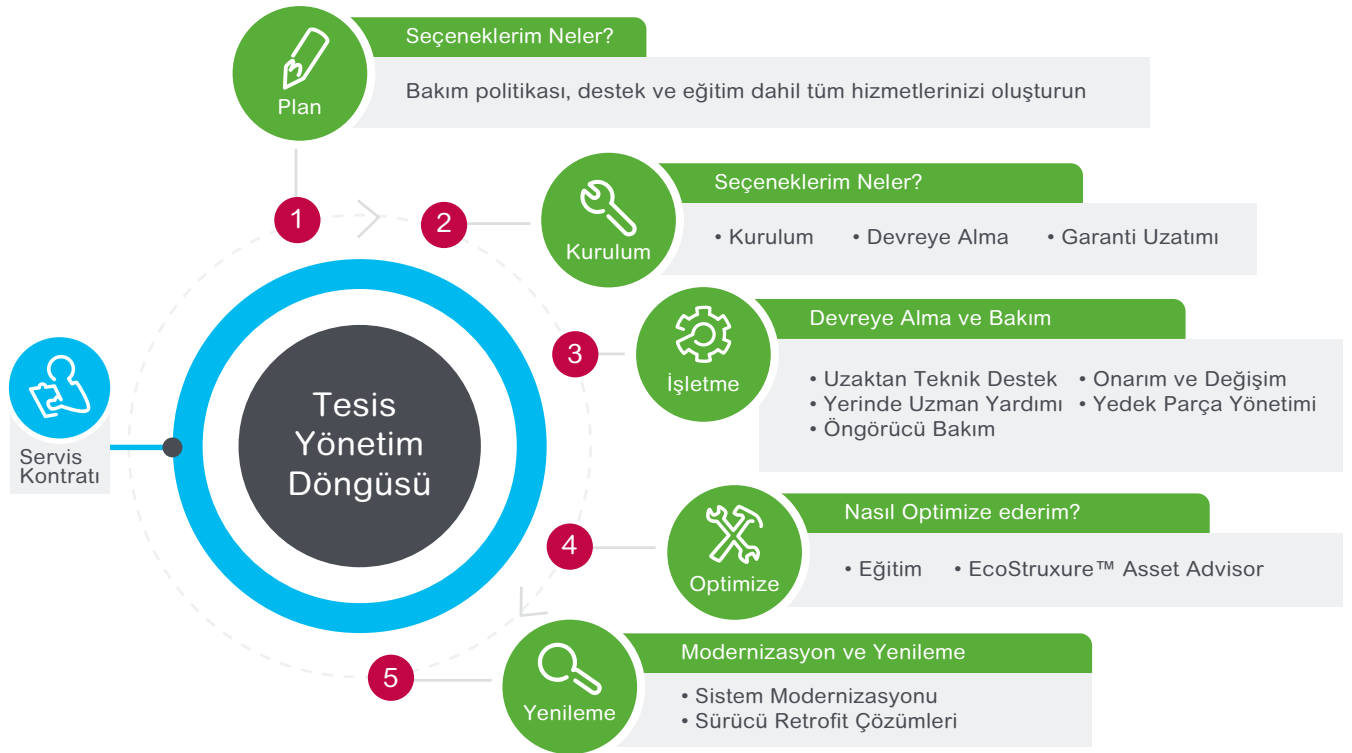 Seçeneklerim Neler?
Bakım politikası, destek ve eğitim dahil tüm hizmetlerinizi oluşturun
Plan
1
2
Seçeneklerim Neler?
• Kurulum • Devreye Alma • Garanti Uzatımı
Kurulum
3
Devreye Alma ve Bakım
İşletme
• Uzaktan Teknik Destek • Onarım ve Değişim
• Yerinde Uzman Yardımı • Yedek Parça Yönetimi
• Öngörücü Bakım
Tesis
Yönetim
Döngüsü
Servis
Kontratı
4
Nasıl Optimize ederim?
• Eğitim • EcoStruxure™ Asset Advisor
Optimize
5
Modernizasyon ve Yenileme
• Sistem Modernizasyonu
• Sürücü Retrofit Çözümleri
Yenileme